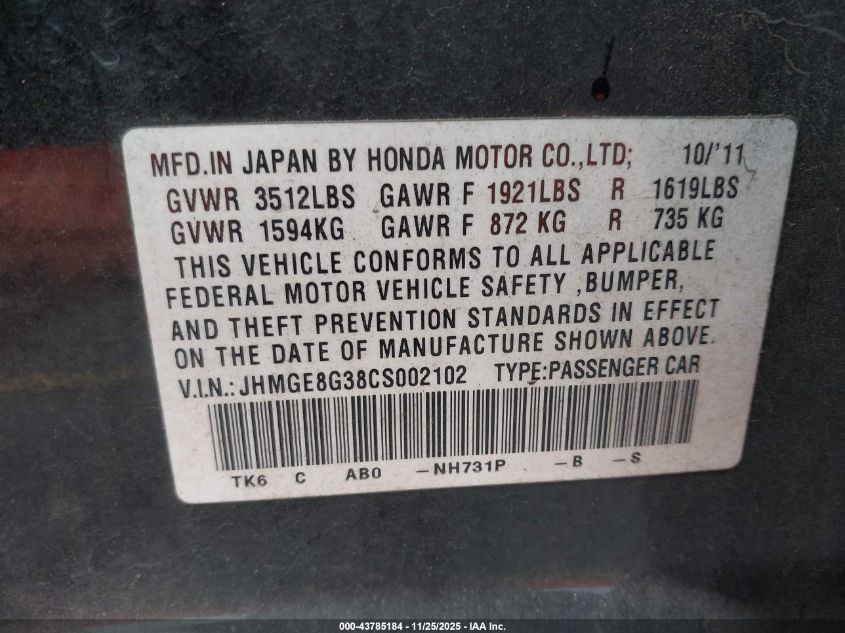 MFD.IN JAPAN BY HONDA MOTOR CO.,LTD; 10/'11
GVWR 3512LBS GAWR F 1921LBS R 1619LBS
GVWR 1594KG GAWR F 872 KG R 735 KG
THIS VEHICLE CONFORMS TO ALL APPLICABLE
FEDERAL MOTOR VEHICLE SAFETY ,BUMPER,
AND THEFT PREVENTION STANDARDS IN EFFECT
ON THE DATE OF MANUFACTURE SHOWN ABOVE.
V.I.N.: JHMGE8G38CS002102 TYPE:PASSENGER CAR
TK6 C AB0 -NH731P -B -S
000-43785184 - 11/25/2025 - IAA Inc.